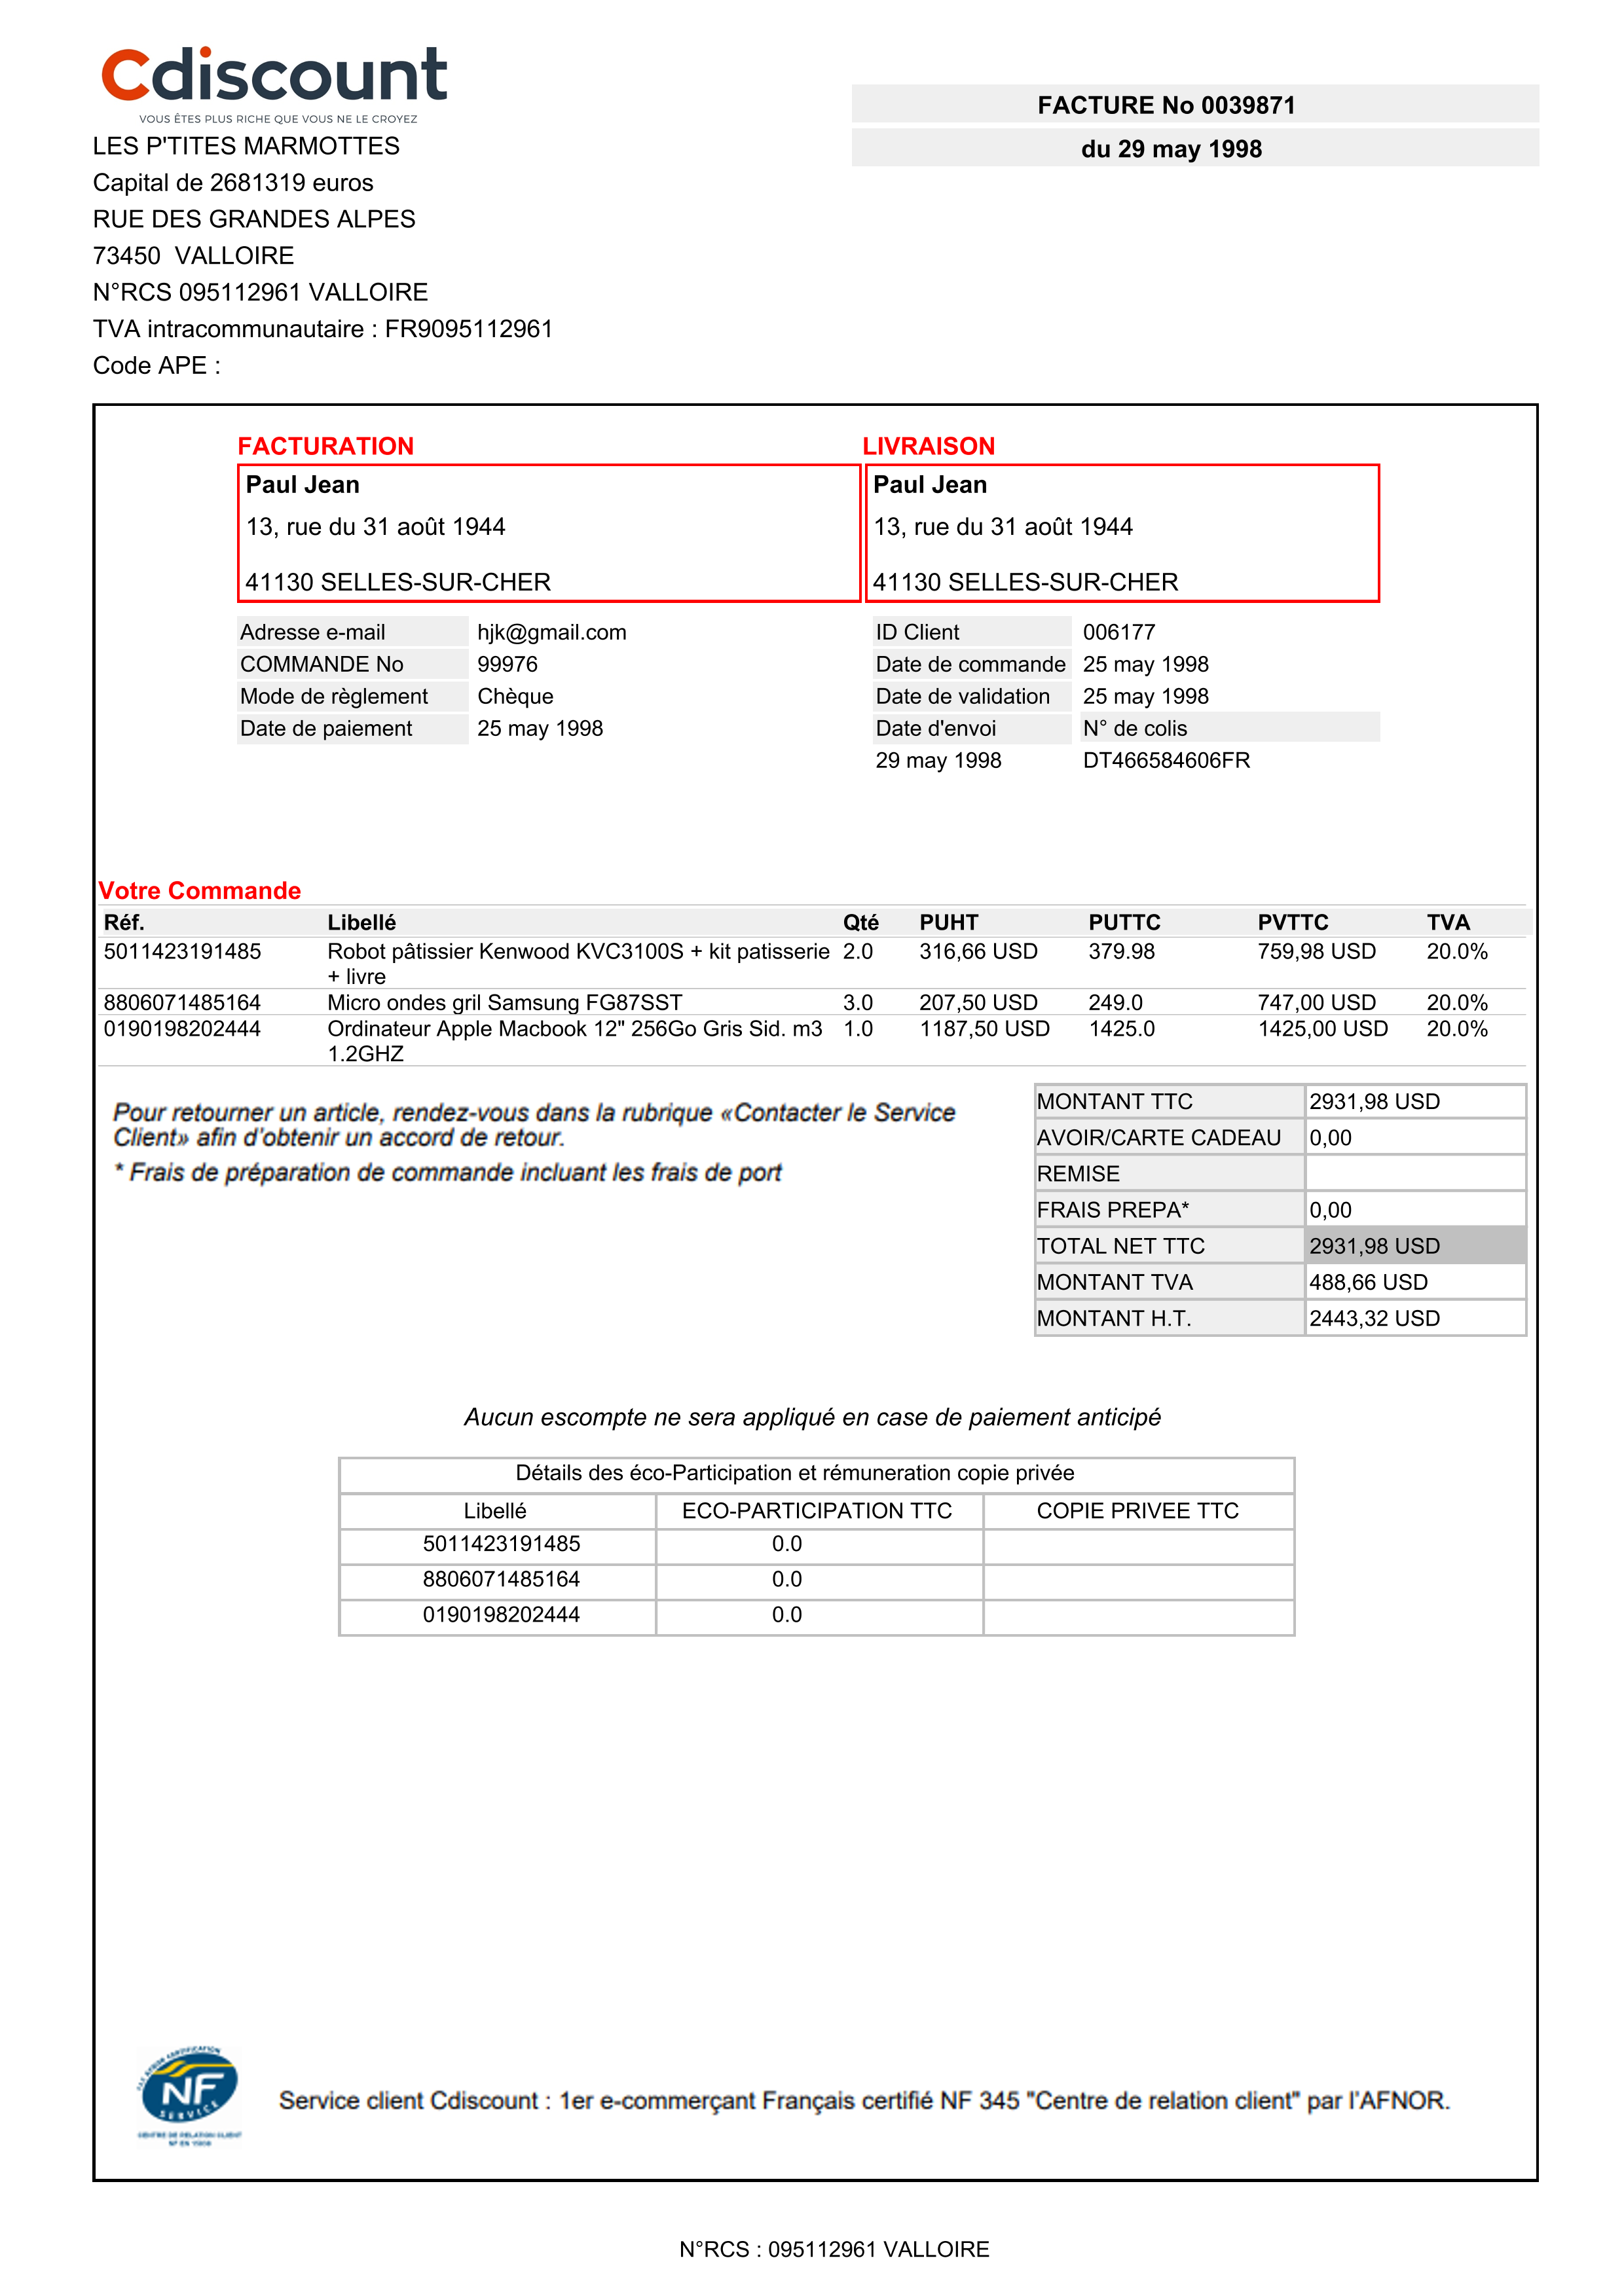 Cdiscount
VOUS ÊTES PLUS RICHE QUE VOUS NE LE CROYEZ
LES P'TITES MARMOTTES
Capital de 2681319 euros
RUE DES GRANDES ALPES
73450 VALLOIRE
N°RCS 095112961 VALLOIRE
TVA intracommunautaire : FR9095112961
Code APE :
FACTURE No 0039871
du 29 may 1998
FACTURATION
Paul Jean
13, rue du 31 août 1944
41130 SELLES-SUR-CHER
LIVRAISON
Paul Jean
13, rue du 31 août 1944
41130 SELLES-SUR-CHER
Adresse e-mail hjk@gmail.com
COMMANDE No 99976
Mode de règlement Chèque
Date de paiement 25 may 1998
ID Client 006177
Date de commande 25 may 1998
Date de validation 25 may 1998
Date d'envoi N° de colis
29 may 1998 DT466584606FR
Votre Commande
Réf. Libellé Qté PUHT PUTTC PVTTC TVA
5011423191485 Robot pâtissier Kenwood KVC3100S + kit patisserie 2.0 316,66 USD 379.98 759,98 USD 20.0%
+ livre
8806071485164 Micro ondes gril Samsung FG87SST 3.0 207,50 USD 249.0 747,00 USD 20.0%
0190198202444 Ordinateur Apple Macbook 12" 256Go Gris Sid. m3 1.0 1187,50 USD 1425.0 1425,00 USD 20.0%
1.2GHZ
Pour retourner un article, rendez-vous dans la rubrique «Contacter le Service
Client» afin d'obtenir un accord de retour.
* Frais de préparation de commande incluant les frais de port
MONTANT TTC 2931,98 USD
AVOIR/CARTE CADEAU 0,00
REMISE
FRAIS PREPA* 0,00
TOTAL NET TTC 2931,98 USD
MONTANT TVA 488,66 USD
MONTANT H.T. 2443,32 USD
Aucun escompte ne sera appliqué en case de paiement anticipé
Détails des éco-Participation et rémuneration copie privée
Libellé ECO-PARTICIPATION TTC COPIE PRIVEE TTC
5011423191485 0.0
8806071485164 0.0
0190198202444 0.0
NF
SERVICE
CENTRE DE RELATION CLIENT
Service client Cdiscount : 1er e-commerçant Français certifié NF 345 "Centre de relation client" par l'AFNOR.
N°RCS : 095112961 VALLOIRE